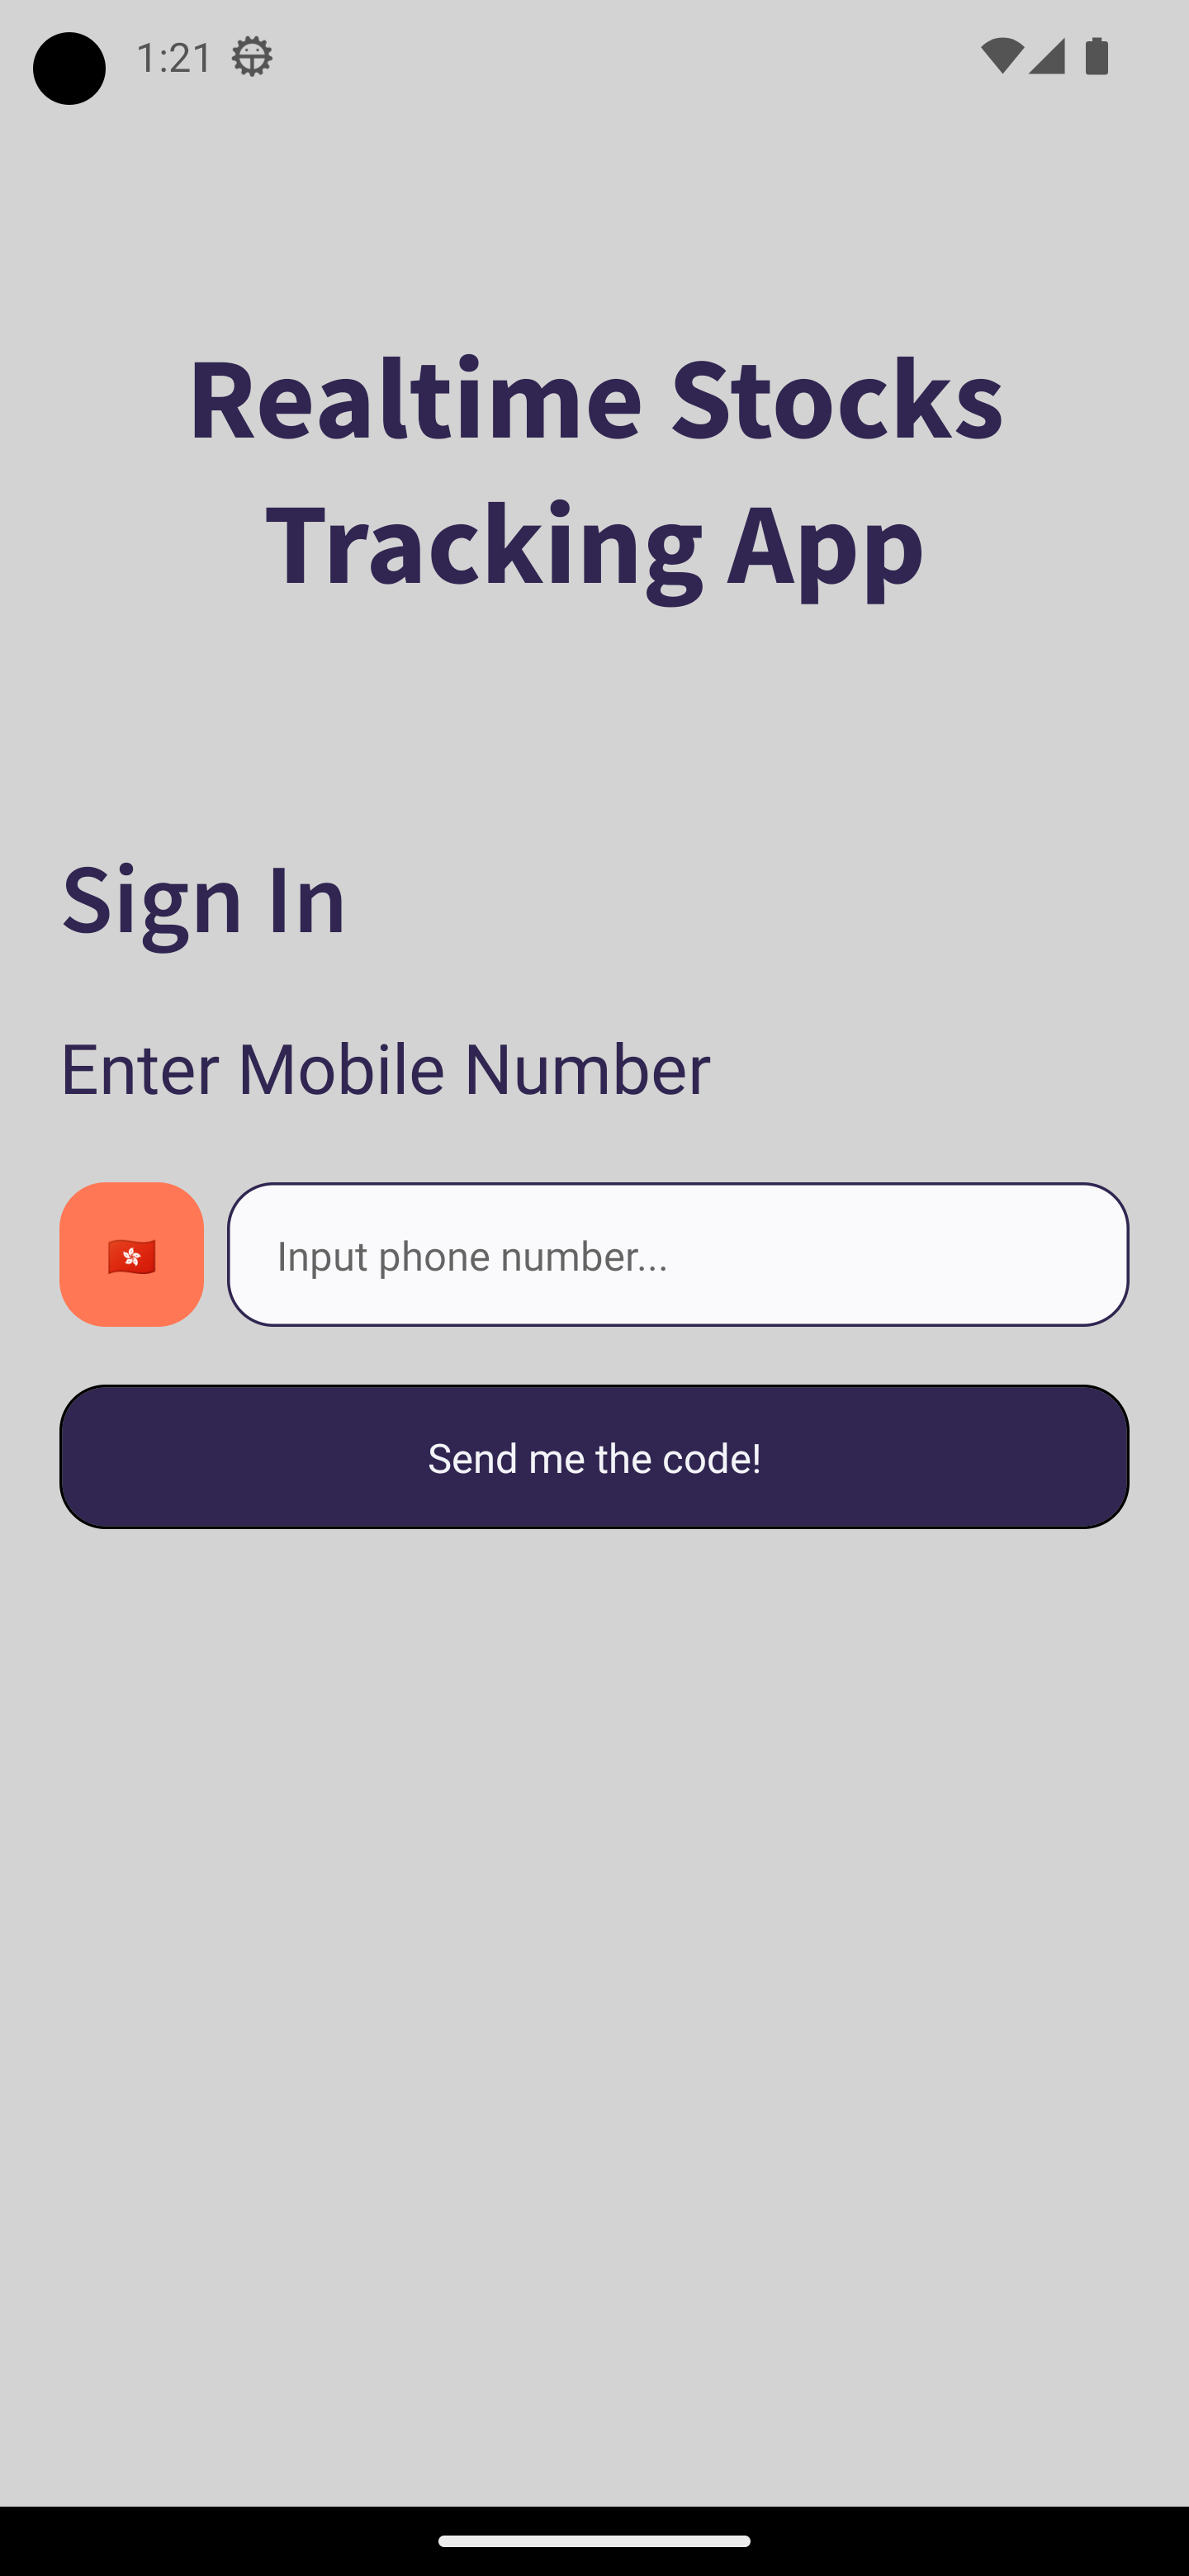 1:21
Realtime Stocks
Tracking App
Sign In
Enter Mobile Number
Input phone number...
Send me the code!